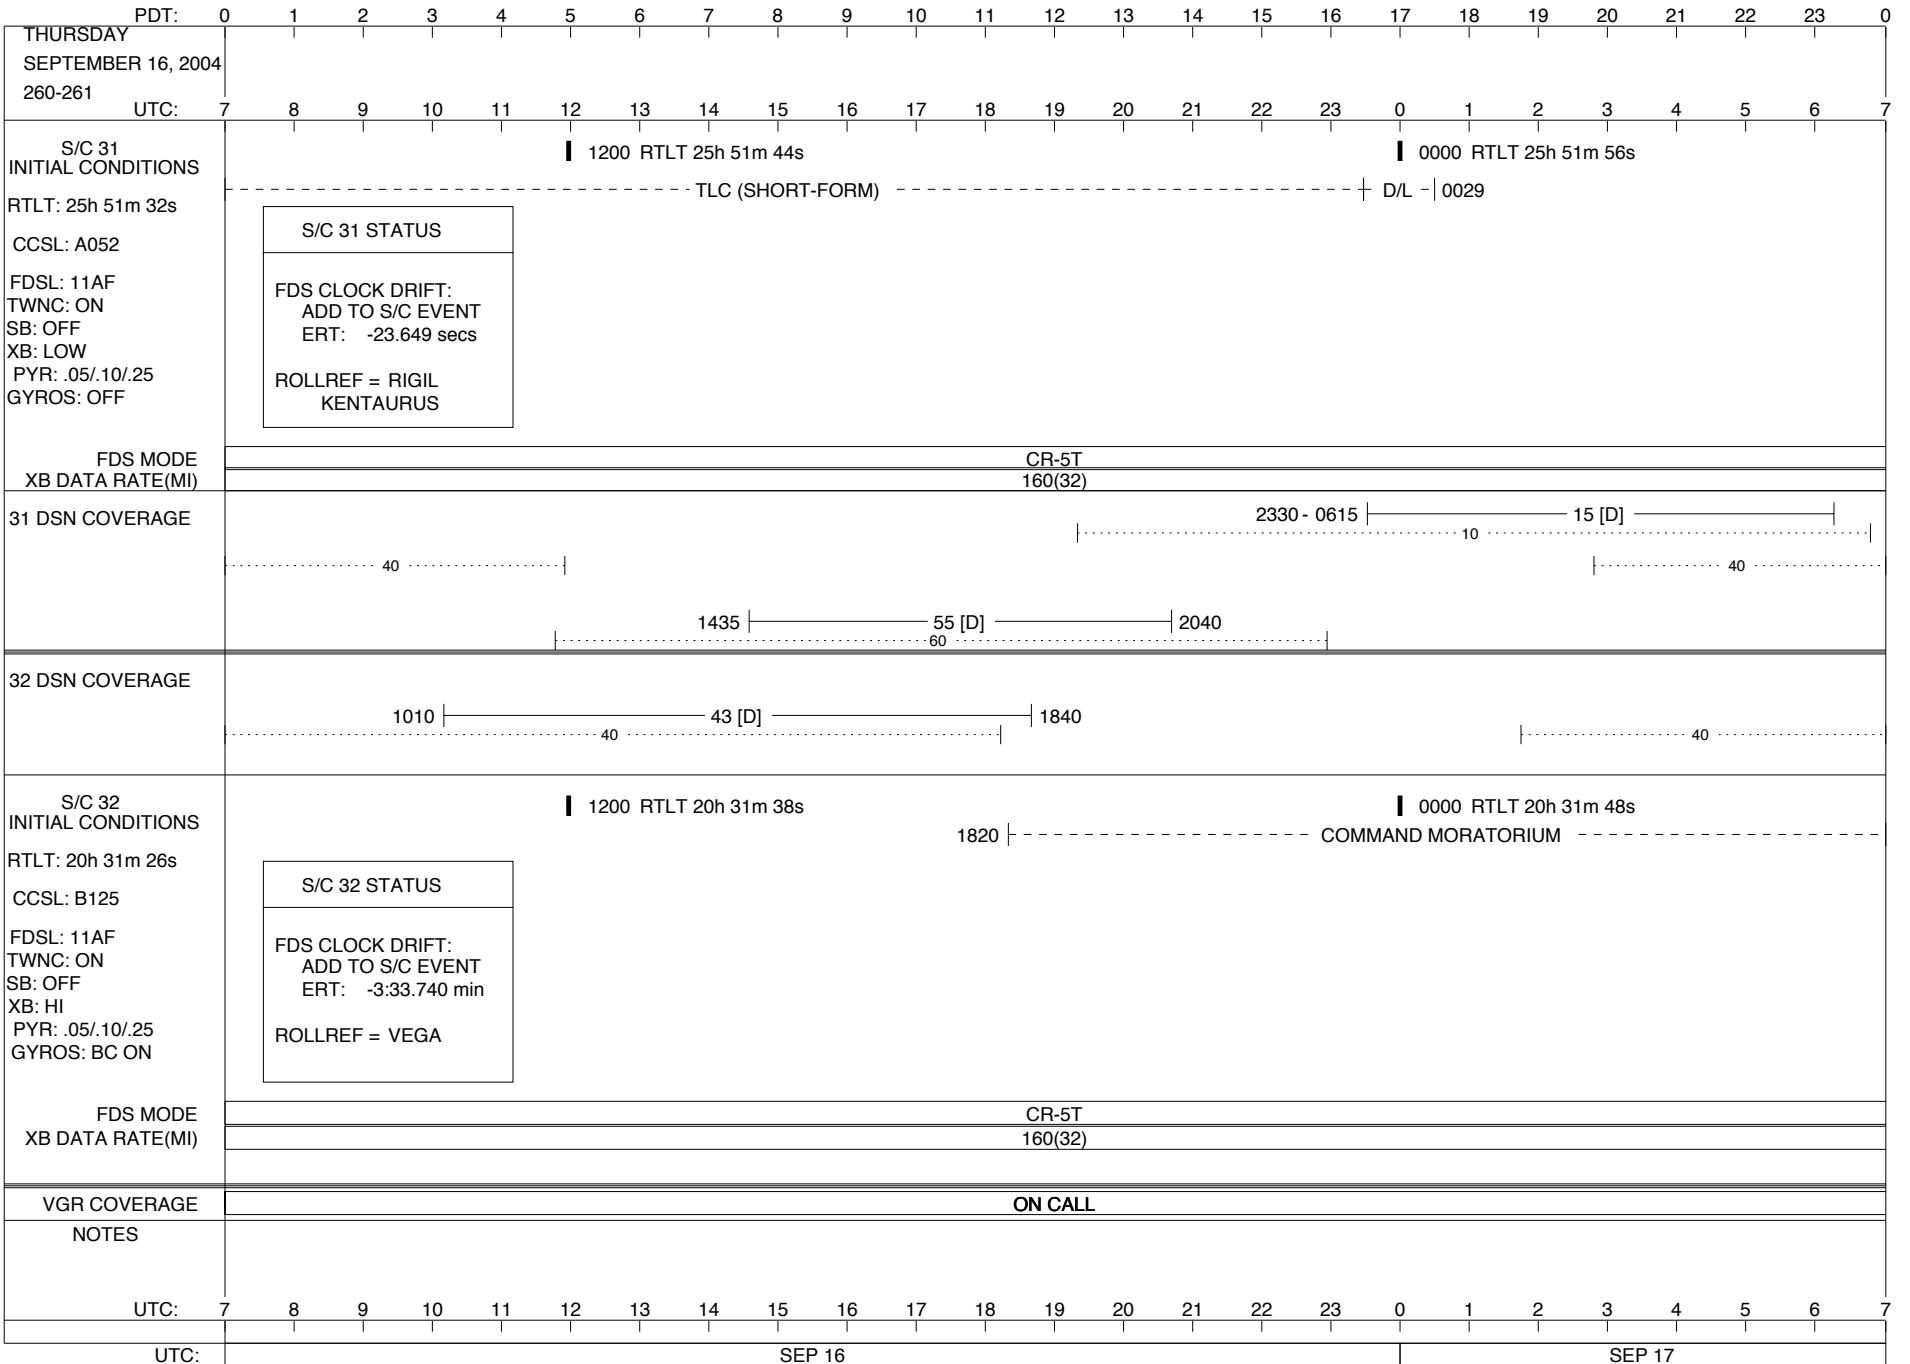 PDT: 0 1 2 3 4 5 6 7 8 9 10 11 12 13 14 15 16 17 18 19 20 21 22 23 0
THURSDAY
SEPTEMBER 16, 2004
260-261
UTC: 7 8 9 10 11 12 13 14 15 16 17 18 19 20 21 22 23 0 1 2 3 4 5 6 7
S/C 31
INITIAL CONDITIONS
RTLT: 25h 51m 32s
CCSL: A052
FDSL: 11AF
TWNC: ON
SB: OFF
XB: LOW
PYR: .05/.10/.25
GYROS: OFF
1200 RTLT 25h 51m 44s
0000 RTLT 25h 51m 56s
TLC (SHORT-FORM)
D/L
0029
S/C 31 STATUS
FDS CLOCK DRIFT:
ADD TO S/C EVENT
ERT: -23.649 secs
ROLLREF = RIGIL
KENTAURUS
FDS MODE
CR-5T
XB DATA RATE(MI)
160(32)
31 DSN COVERAGE
2330 - 0615
15 [D]
10
40
40
1435
55 [D]
2040
60
32 DSN COVERAGE
1010
43 [D]
1840
40
40
S/C 32
INITIAL CONDITIONS
RTLT: 20h 31m 26s
CCSL: B125
FDSL: 11AF
TWNC: ON
SB: OFF
XB: HI
PYR: .05/.10/.25
GYROS: BC ON
1200 RTLT 20h 31m 38s
0000 RTLT 20h 31m 48s
1820
COMMAND MORATORIUM
S/C 32 STATUS
FDS CLOCK DRIFT:
ADD TO S/C EVENT
ERT: -3:33.740 min
ROLLREF = VEGA
FDS MODE
CR-5T
XB DATA RATE(MI)
160(32)
VGR COVERAGE
ON CALL
NOTES
UTC: 7 8 9 10 11 12 13 14 15 16 17 18 19 20 21 22 23 0 1 2 3 4 5 6 7
UTC: SEP 16 SEP 17